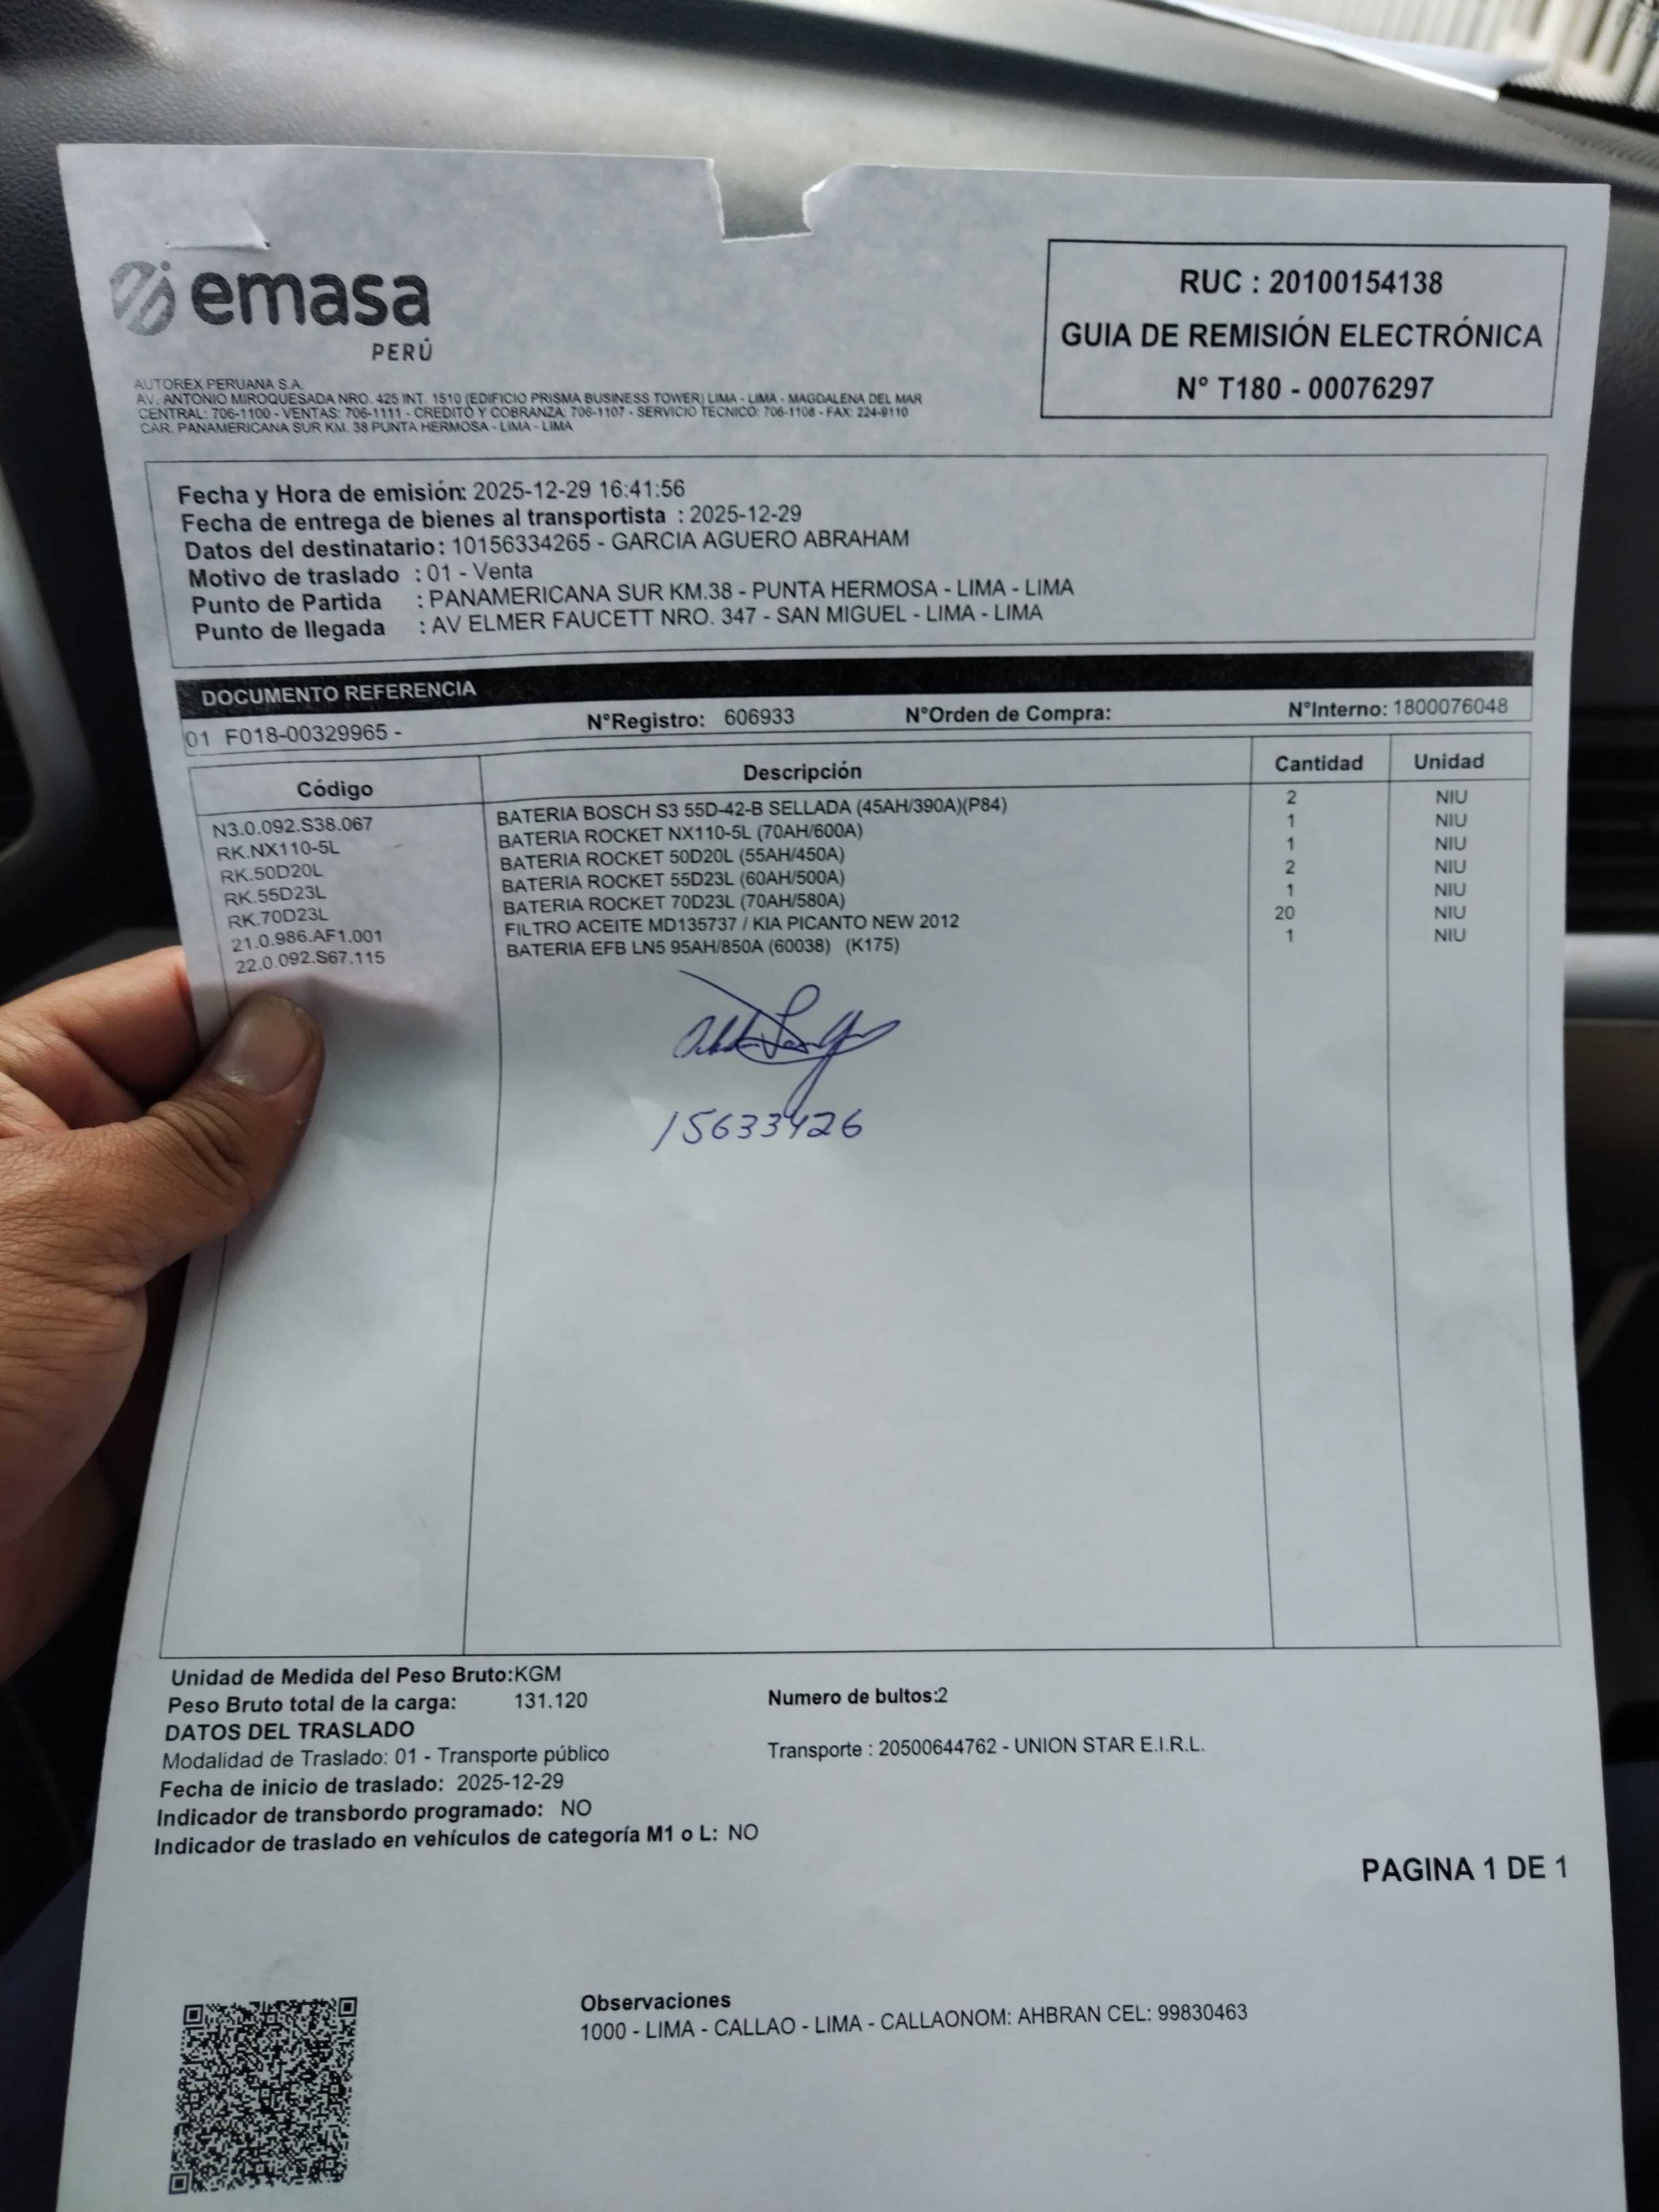 emasa
PERÚ
RUC : 20100154138
GUIA DE REMISIÓN ELECTRÓNICA
N° T180 - 00076297
AUTOREX PERUANA S.A.
AV. ANTONIO MIROQUESADA NRO. 425 INT. 1510 (EDIFICIO PRISMA BUSINESS TOWER) LIMA - LIMA - MAGDALENA DEL MAR
CENTRAL: 706-1100 - VENTAS: 706-1111 - CREDITO Y COBRANZA: 706-1107 - SERVICIO TECNICO: 706-1108 - FAX: 224-9110
CAR. PANAMERICANA SUR KM. 38 PUNTA HERMOSA - LIMA - LIMA
Fecha y Hora de emisión: 2025-12-29 16:41:56
Fecha de entrega de bienes al transportista : 2025-12-29
Datos del destinatario : 10156334265 - GARCIA AGUERO ABRAHAM
Motivo de traslado : 01 - Venta
Punto de Partida : PANAMERICANA SUR KM.38 - PUNTA HERMOSA - LIMA - LIMA
Punto de llegada : AV ELMER FAUCETT NRO. 347 - SAN MIGUEL - LIMA - LIMA
DOCUMENTO REFERENCIA
01 F018-00329965 - N°Registro: 606933 N°Orden de Compra: N°Interno: 1800076048
Código Descripción Cantidad Unidad
N3.0.092.S38.067 BATERIA BOSCH S3 55D-42-B SELLADA (45AH/390A)(P84) 2 NIU
RK.NX110-5L BATERIA ROCKET NX110-5L (70AH/600A) 1 NIU
RK.50D20L BATERIA ROCKET 50D20L (55AH/450A) 1 NIU
RK.55D23L BATERIA ROCKET 55D23L (60AH/500A) 2 NIU
RK.70D23L BATERIA ROCKET 70D23L (70AH/580A) 1 NIU
21.0.986.AF1.001 FILTRO ACEITE MD135737 / KIA PICANTO NEW 2012 20 NIU
22.0.092.S67.115 BATERIA EFB LN5 95AH/850A (60038) (K175) 1 NIU
15633426
Unidad de Medida del Peso Bruto:KGM
Peso Bruto total de la carga: 131.120 Numero de bultos:2
DATOS DEL TRASLADO
Modalidad de Traslado: 01 - Transporte público Transporte : 20500644762 - UNION STAR E.I.R.L.
Fecha de inicio de traslado: 2025-12-29
Indicador de transbordo programado: NO
Indicador de traslado en vehículos de categoría M1 o L: NO
PAGINA 1 DE 1
Observaciones
1000 - LIMA - CALLAO - LIMA - CALLAONOM: AHBRAN CEL: 99830463